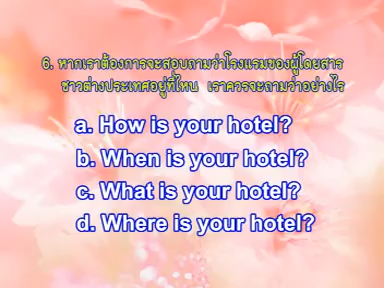 6. หากเราต้องการจะสอบถามว่าโรงแรมของผู้โดยสาร
ชาวต่างประเทศอยู่ที่ไหน เราควรจะถามว่าอย่างไร
a. How is your hotel?
b. When is your hotel?
c. What is your hotel?
d. Where is your hotel?